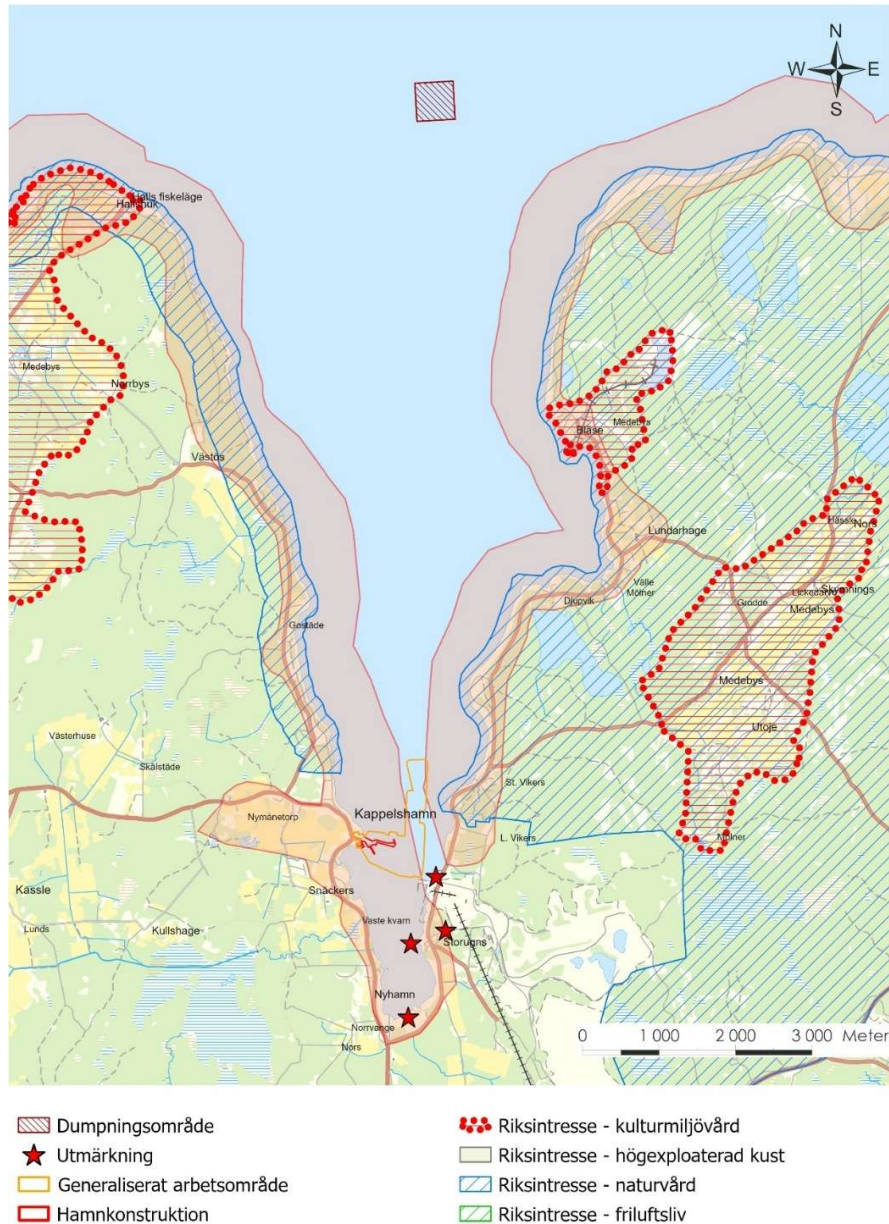 N
W E
S
Halls fiskeläge
Hallshuk
Medebys
Norrbys
Västös
Bläse
Medebys
Lundarhage
Hässle
Nors
Skymnings
Lickedarve
Medebys
Grodde
Välle
Mölner
Djupvik
Medebys
Utoje
Gostäde
Västerhuse
Skälstäde
St. Vikers
Kappelshamn
Nymånetorp
L. Vikers
Mölner
Kassle
Snäckers
Lunds
Kullshage
Vaste kvarn
Storugns
Nyhamn
Norrvange
Nors
0 1 000 2 000 3 000 Meter
Dumpningsområde
Utmärkning
Generaliserat arbetsområde
Hamnkonstruktion
Riksintresse - kulturmiljövård
Riksintresse - högexploaterad kust
Riksintresse - naturvård
Riksintresse - friluftsliv